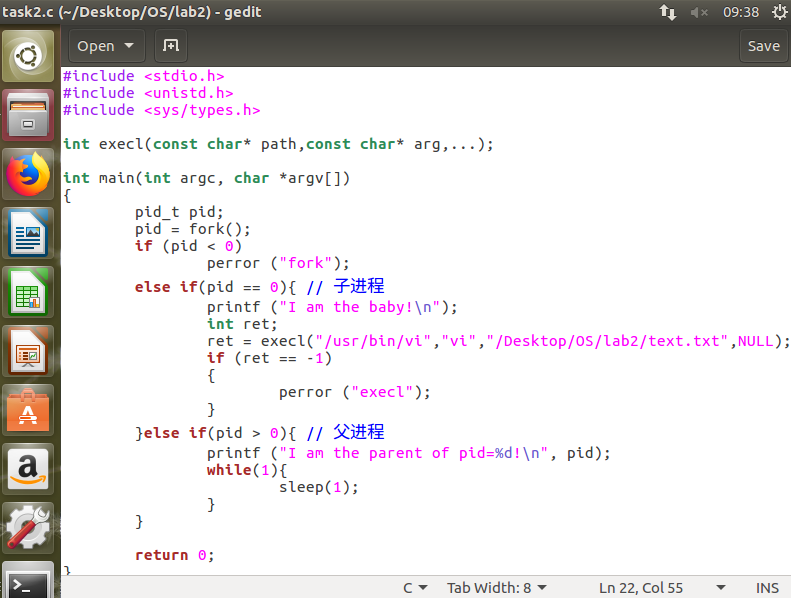 task2.c (~/Desktop/OS/lab2) - gedit
09:38
Open
Save
#include <stdio.h>
#include <unistd.h>
#include <sys/types.h>
int execl(const char* path,const char* arg,...);
int main(int argc, char *argv[])
{
pid_t pid;
pid = fork();
if (pid < 0)
perror ("fork");
else if(pid == 0){ // 子进程
printf ("I am the baby!\n");
int ret;
ret = execl("/usr/bin/vi","vi","/Desktop/OS/lab2/text.txt",NULL);
if (ret == -1)
{
perror ("execl");
}
}else if(pid > 0){ // 父进程
printf ("I am the parent of pid=%d!\n", pid);
while(1){
sleep(1);
}
}
return 0;
}
C
Tab Width: 8
Ln 22, Col 55
INS